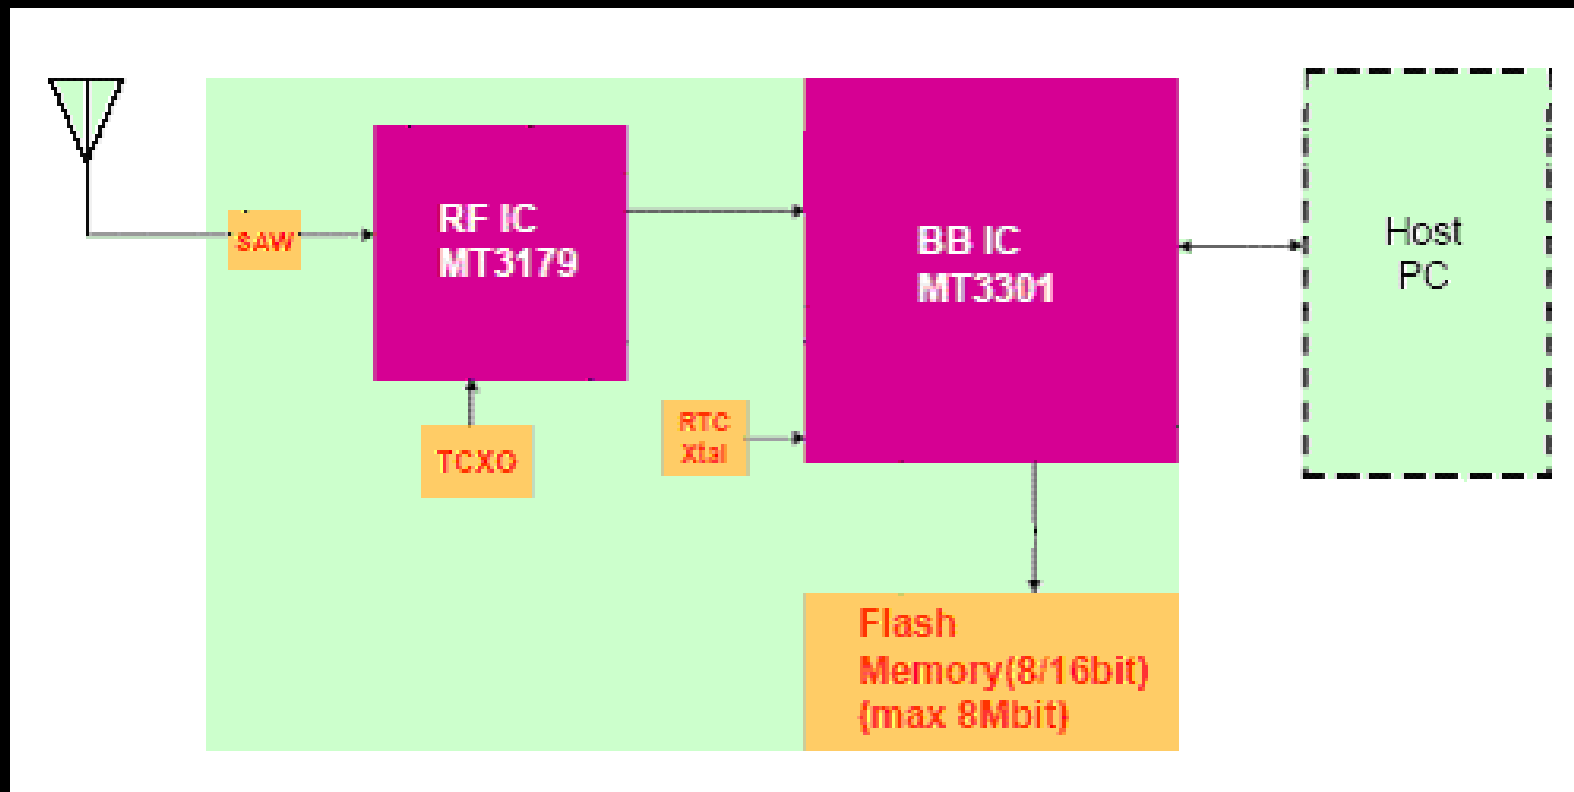 SAW
RF IC
MT3179
TCXO
RTC
Xtal
BB IC
MT3301
Flash
Memory(8/16bit)
(max 8Mbit)
Host
PC